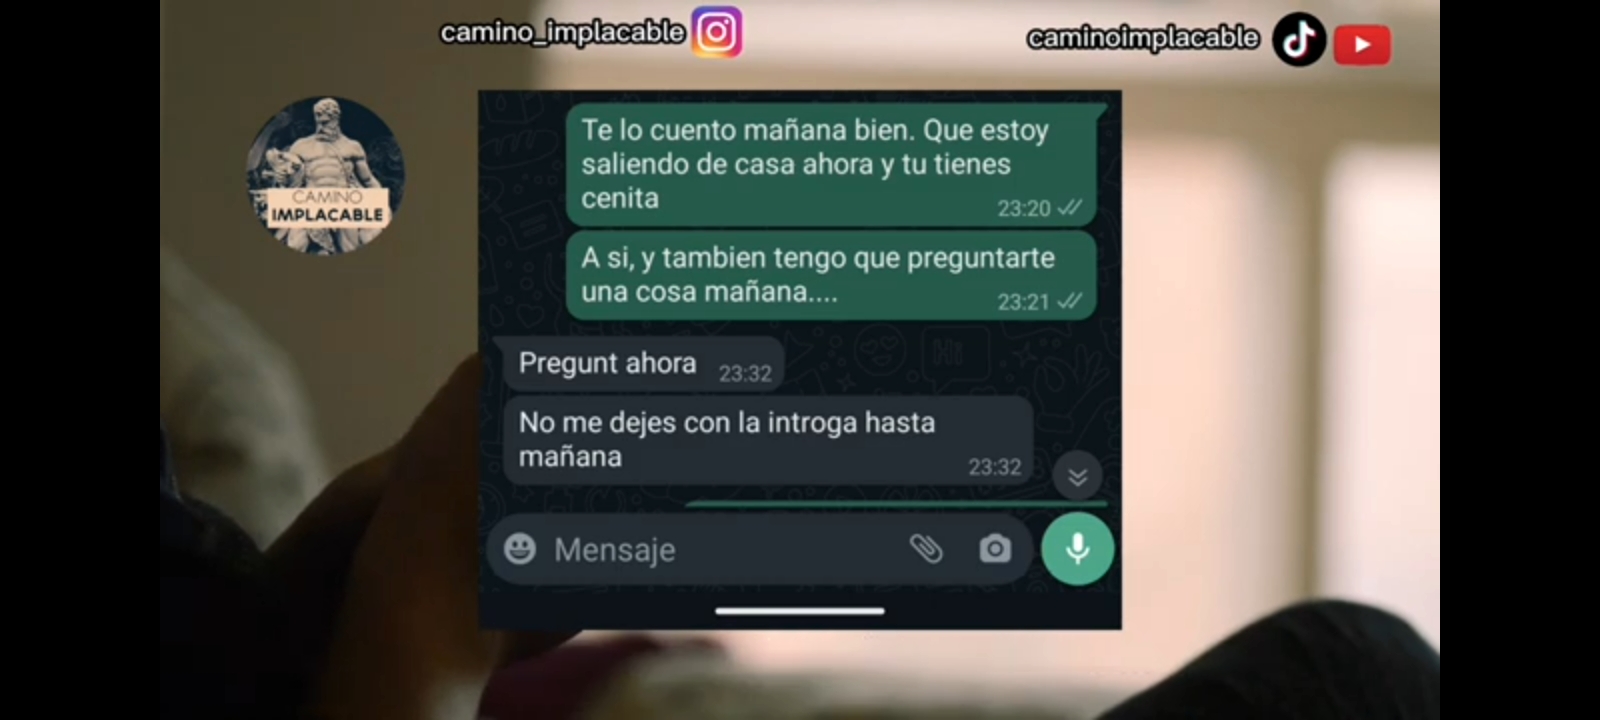 camino_implacable
caminoimplacable
CAMINO
IMPLACABLE
Te lo cuento mañana bien. Que estoy
saliendo de casa ahora y tu tienes
cenita
23:20
A si, y tambien tengo que preguntarte
una cosa mañana....
23:21
Pregunt ahora
23:32
No me dejes con la introga hasta
mañana
23:32
Mensaje